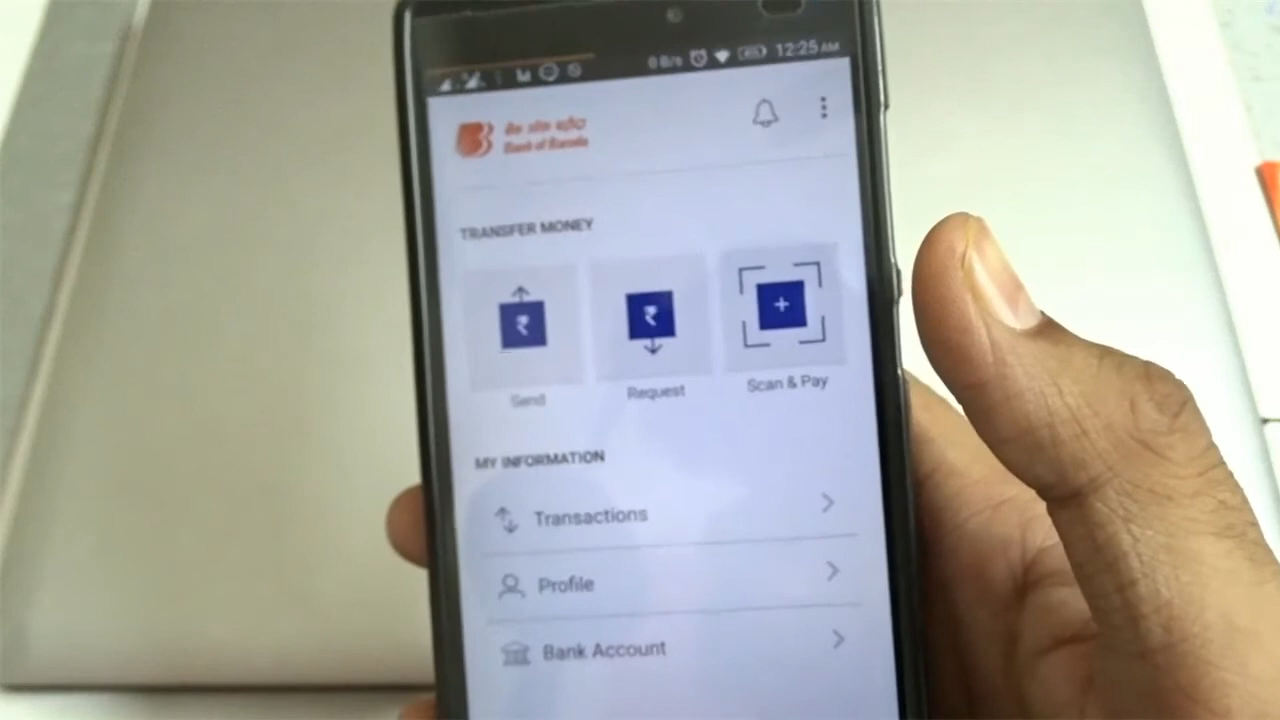 0 B/s 12:25 AM
बैंक ऑफ़ बड़ौदा
Bank of Baroda
TRANSFER MONEY
₹ ₹ +
Send Request Scan & Pay
MY INFORMATION
Transactions
Profile
Bank Account